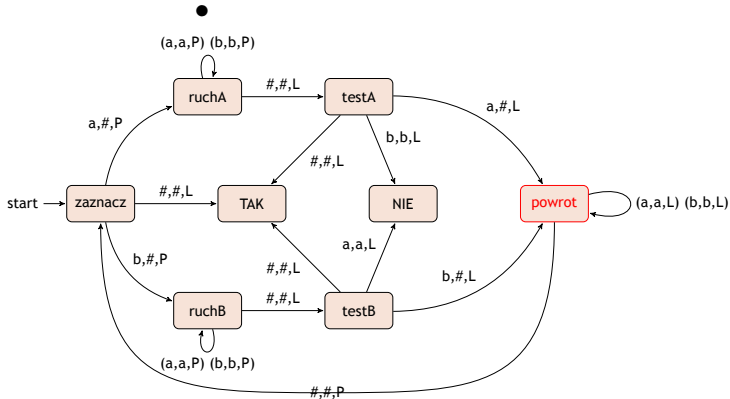 (a,a,P) (b,b,P)
ruchA
#,#,L
testA
a,#,P
a,#,L
b,b,L
#,#,L
start
zaznacz
#,#,L
TAK
NIE
powrot
(a,a,L) (b,b,L)
b,#,P
a,a,L
#,#,L
b,#,L
ruchB
#,#,L
testB
(a,a,P) (b,b,P)
#,#,P